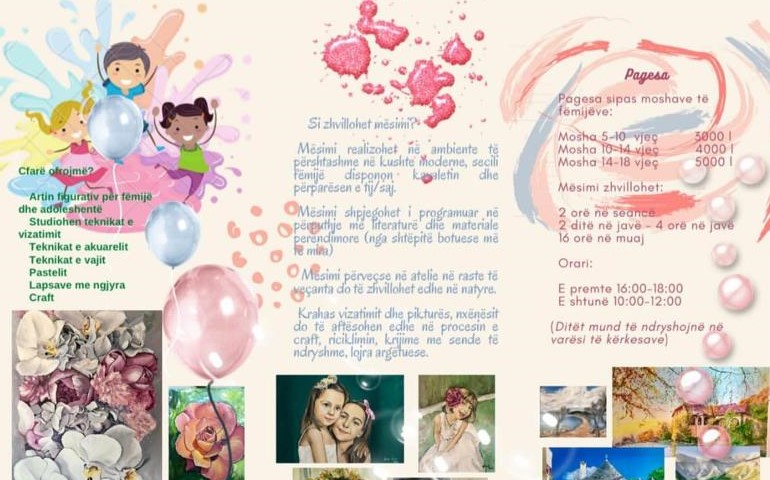 Cfarë ofrojmë?
Artin figurativ për fëmijë
dhe adoleshentë
Studiohen teknikat e
vizatimit
Teknikat e akuarelit
Teknikat e vajit
Pastelit
Lapsave me ngjyra
Craft
Si zhvillohet mësimi?
Mësimi realizohet në ambiente të
përshtashme në kushte moderne, secili
fëmijë disponon kavaletin dhe
përparësen e tij/saj.
Mësimi shpjegohet i programuar në
përputhje me literaturë dhe materiale
perëndimore (nga shtëpitë botuese më
të mira)
Mesimi përveçse në atelie në raste të
veçanta do të zhvillohet edhe në natyre.
Krahas vizatimit dhe pikturës, nxënësit
do të aftësohen edhe në procesin e
craft, riciklimin, krijime me sende të
ndryshme, lojra argëtuese.
Pagesa
Pagesa sipas moshave të
fëmijëve:
Mosha 5-10 vjeç 3000 l
Mosha 10-14 vjeç 4000 l
Mosha 14-18 vjeç 5000 l
Mësimi zhvillohet:
2 orë në seancë
2 ditë në javë – 4 orë në javë
16 orë në muaj
Orari:
E premte 16:00-18:00
E shtunë 10:00-12:00
(Ditët mund të ndryshojnë në
varësi të kërkesave)